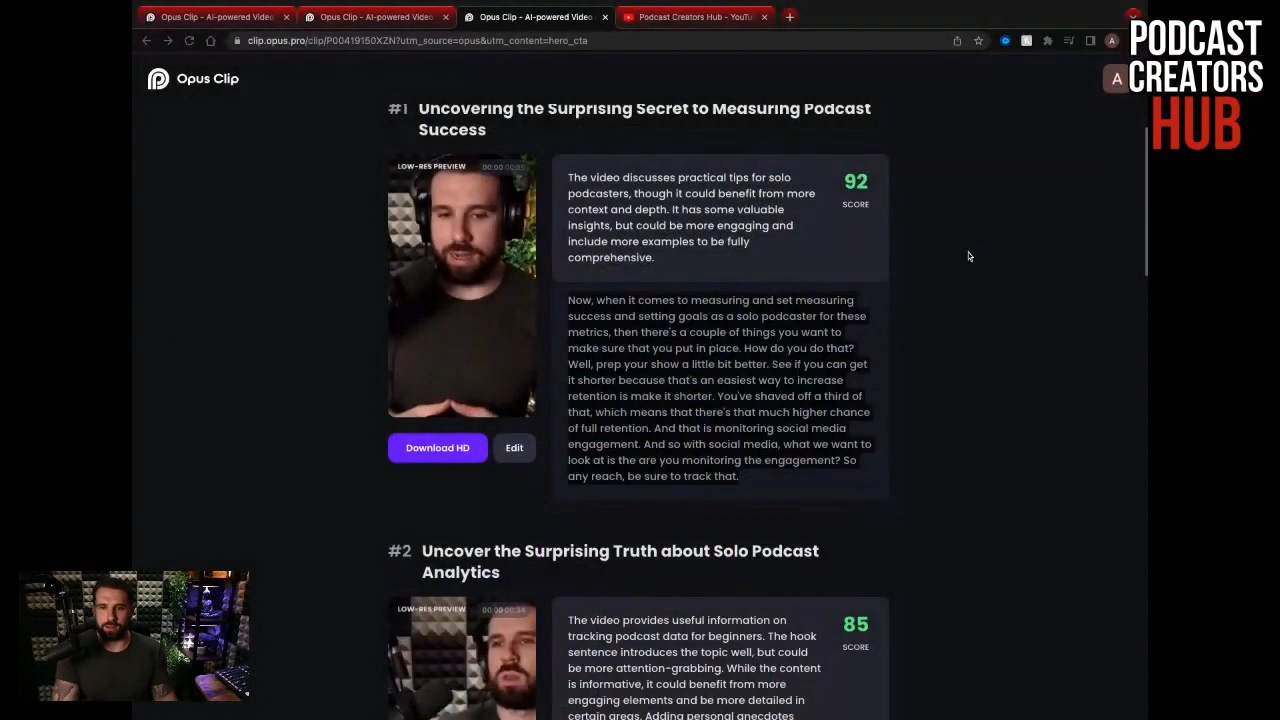 Opus Clip - AI-powered Video
Opus Clip - AI-powered Video
Opus Clip - AI-powered Video
Podcast Creators Hub - YouTu
clip.opus.pro/clip/P00419150XZN?utm_source=opus&utm_content=hero_cta
A
PODCAST
CREATORS
HUB
Opus Clip
A
#1 Uncovering the Surprising Secret to Measuring Podcast
Success
LOW-RES PREVIEW
The video discusses practical tips for solo
podcasters, though it could benefit from more
context and depth. It has some valuable
insights, but could be more engaging and
include more examples to be fully
comprehensive.
92
SCORE
Now, when it comes to measuring and set measuring
success and setting goals as a solo podcaster for these
metrics, then there's a couple of things you want to
make sure that you put in place. How do you do that?
Well, prep your show a little bit better. See if you can get
it shorter because that's an easiest way to increase
retention is make it shorter. You've shaved off a third of
that, which means that there's that much higher chance
of full retention. And that is monitoring social media
engagement. And so with social media, what we want to
look at is the are you monitoring the engagement? So
any reach, be sure to track that.
Download HD
Edit
#2 Uncover the Surprising Truth about Solo Podcast
Analytics
LOW-RES PREVIEW 00:00 00:34
The video provides useful information on
tracking podcast data for beginners. The hook
sentence introduces the topic well, but could
be more attention-grabbing. While the content
is informative, it could benefit from more
engaging elements and be more detailed in
certain areas. Adding personal anecdotes
85
SCORE